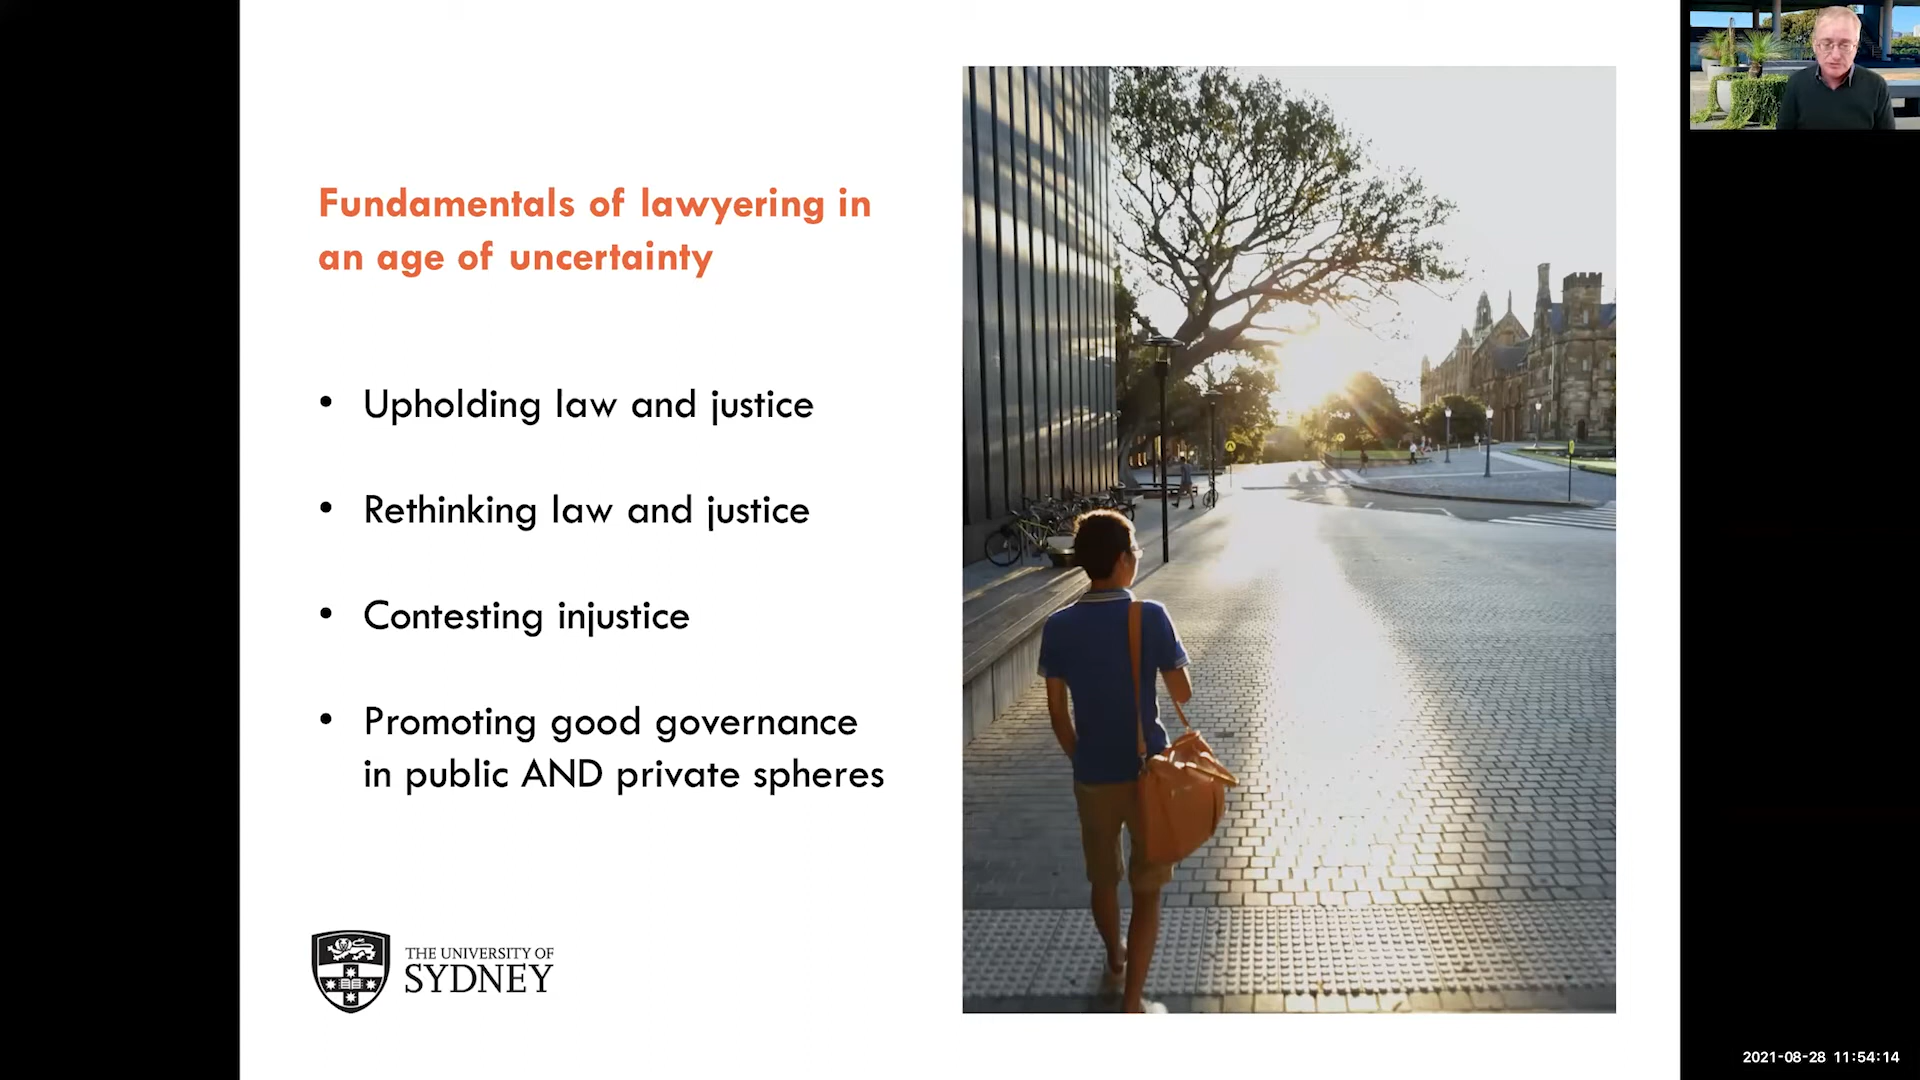 Fundamentals of lawyering in
an age of uncertainty
• Upholding law and justice
• Rethinking law and justice
• Contesting injustice
• Promoting good governance
in public AND private spheres
THE UNIVERSITY OF
SYDNEY
2021-08-28 11:54:14